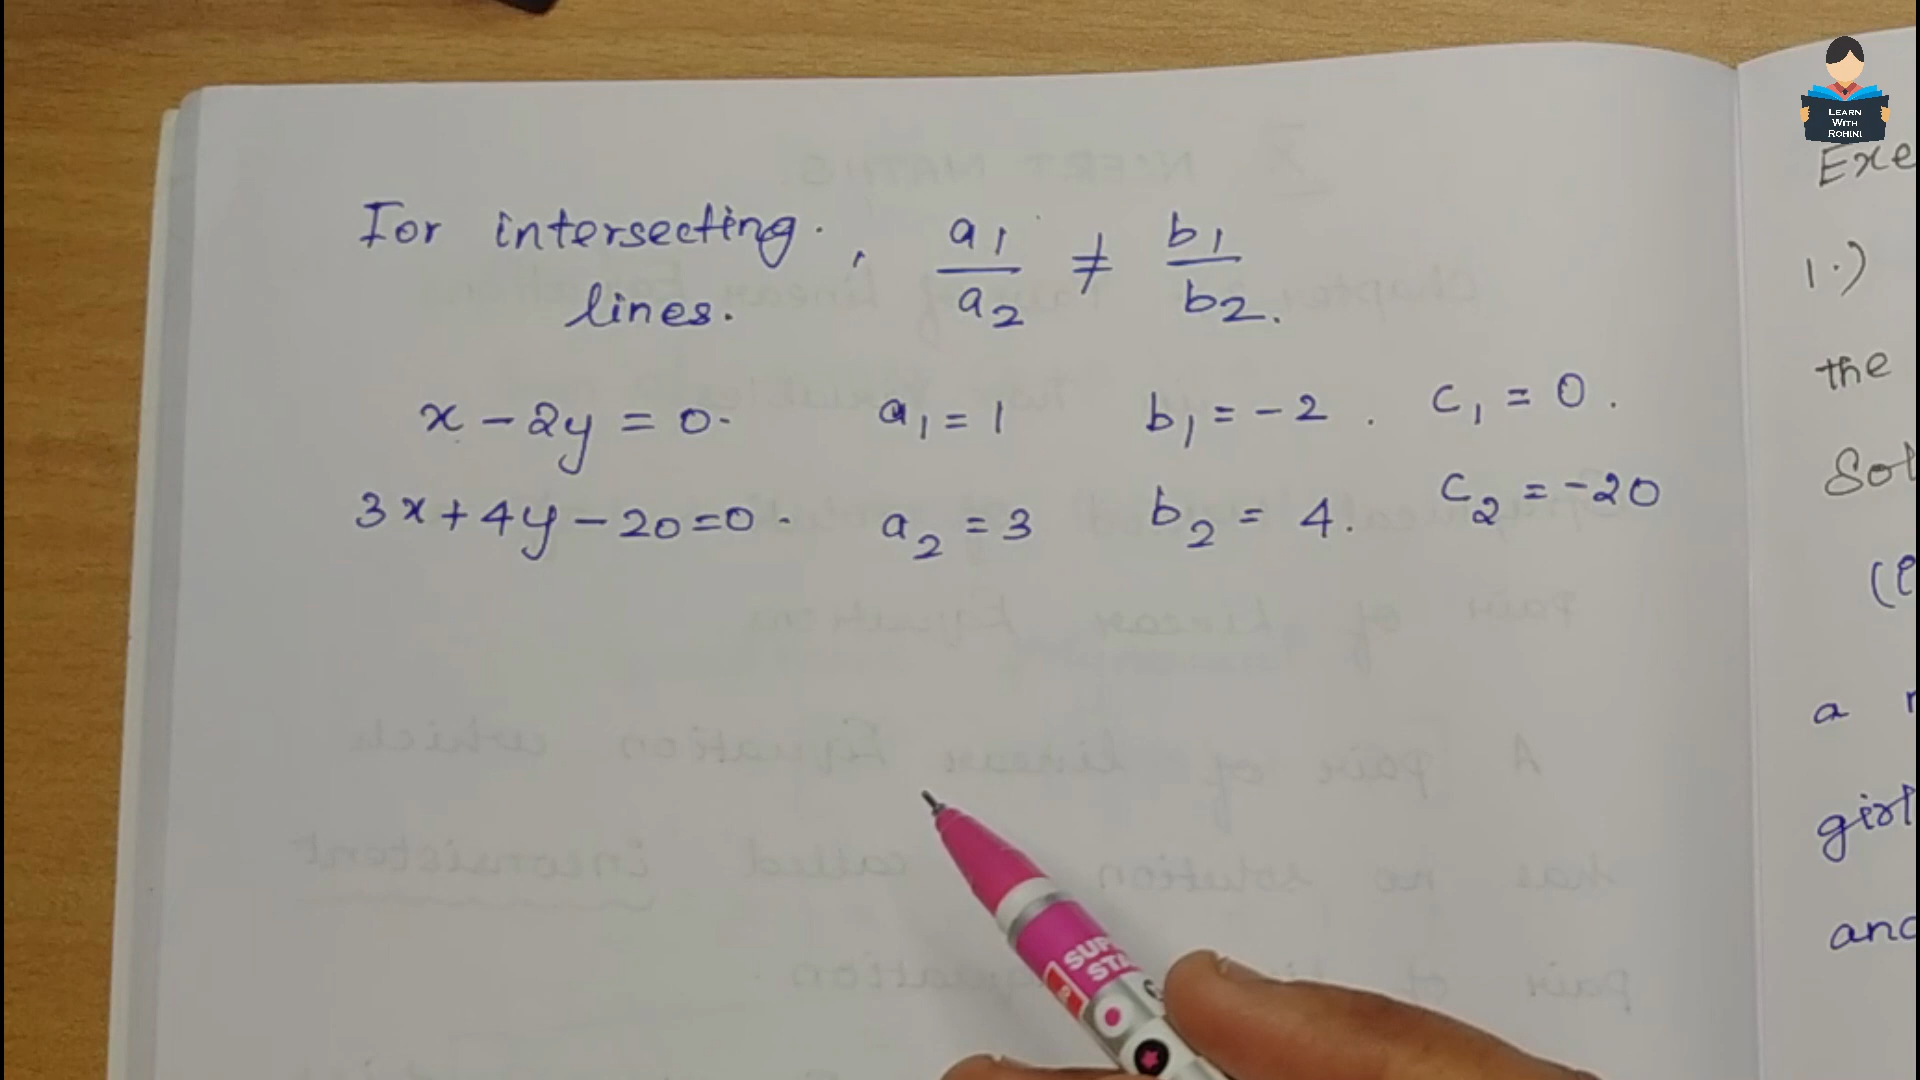 LEARN
WITH
ROHINI
For intersecting lines., a1/a2 ≠ b1/b2.
x - 2y = 0. a1 = 1 b1 = -2. c1 = 0.
3x + 4y - 20 = 0. a2 = 3 b2 = 4. c2 = -20
Exe
1.)
the
Sol
a
girl
and